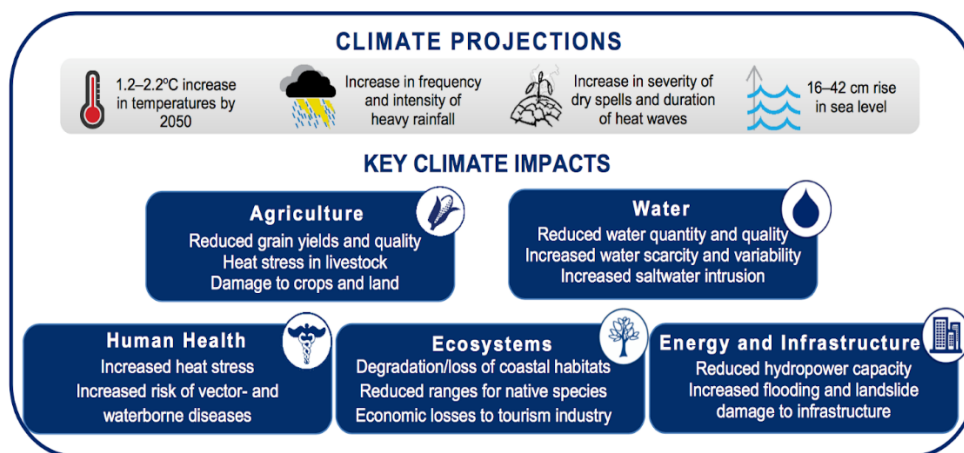 CLIMATE PROJECTIONS
1.2–2.2ºC increase
in temperatures by
2050
Increase in frequency
and intensity of
heavy rainfall
Increase in severity of
dry spells and duration
of heat waves
16–42 cm rise
in sea level
KEY CLIMATE IMPACTS
Agriculture
Reduced grain yields and quality
Heat stress in livestock
Damage to crops and land
Water
Reduced water quantity and quality
Increased water scarcity and variability
Increased saltwater intrusion
Human Health
Increased heat stress
Increased risk of vector- and
waterborne diseases
Ecosystems
Degradation/loss of coastal habitats
Reduced ranges for native species
Economic losses to tourism industry
Energy and Infrastructure
Reduced hydropower capacity
Increased flooding and landslide
damage to infrastructure